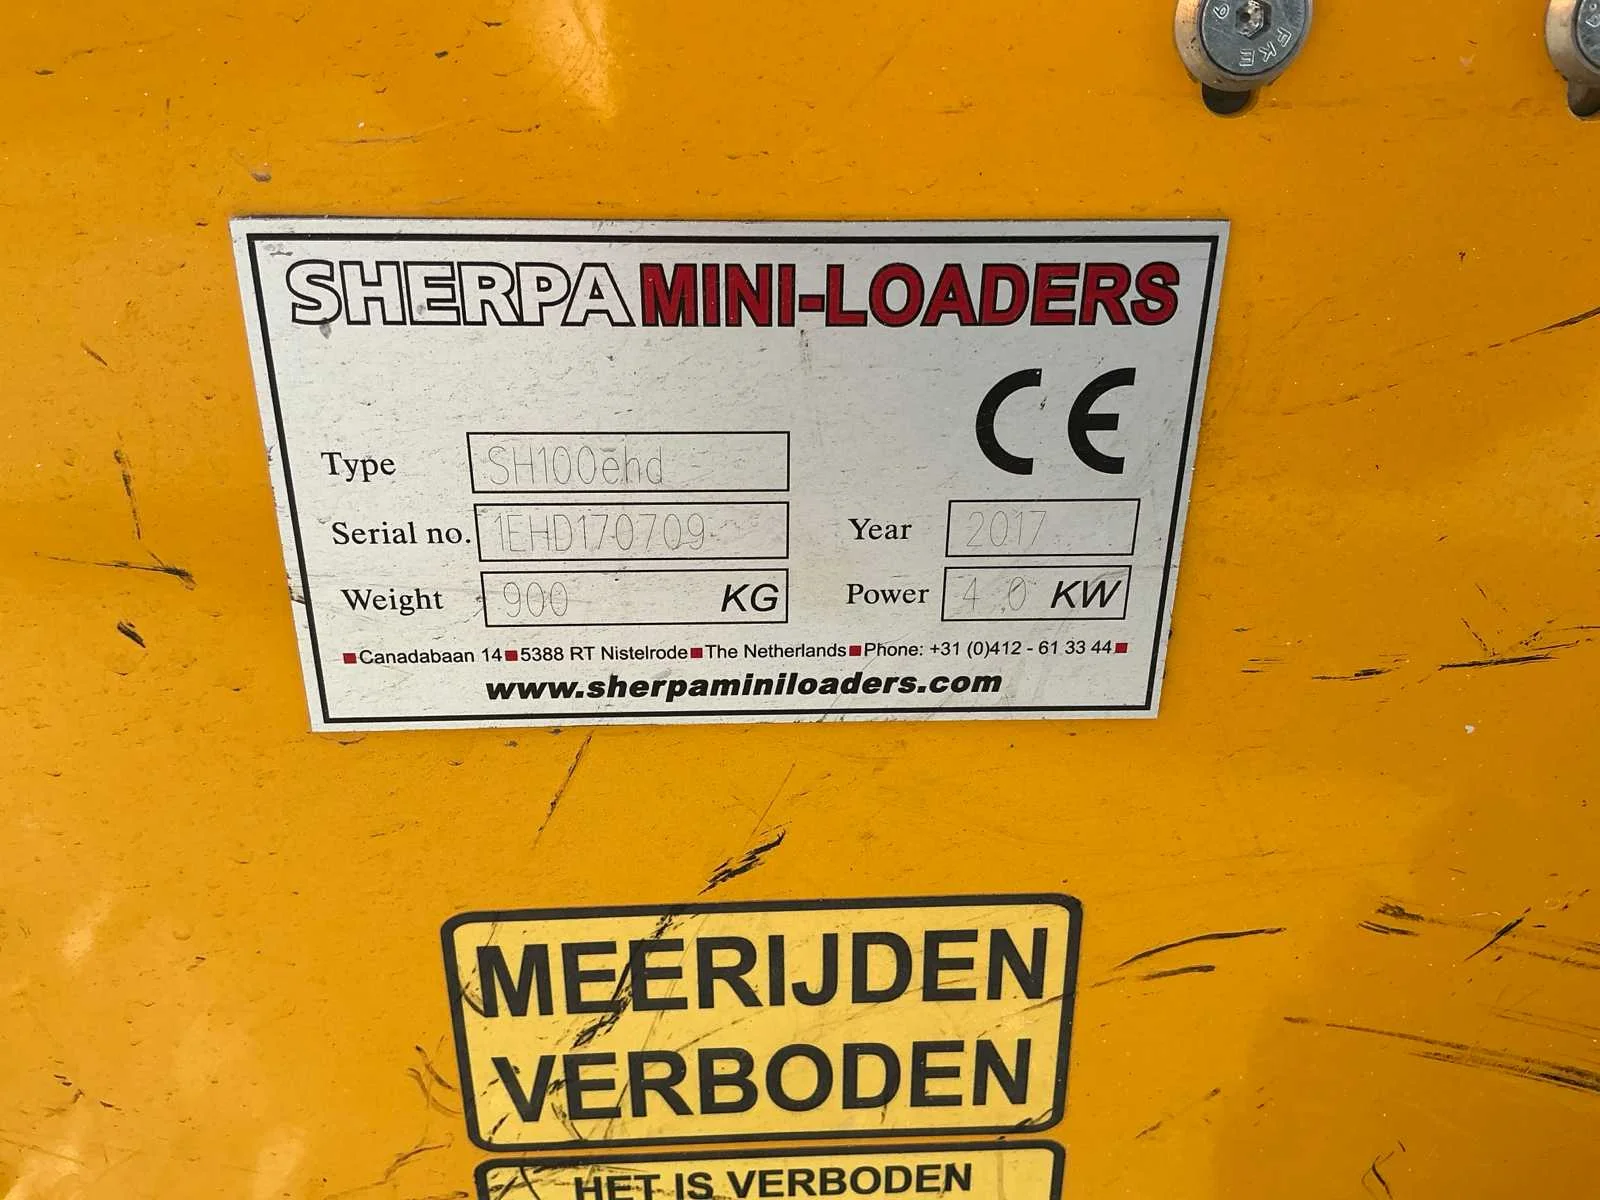 FKE
SHERPA MINI-LOADERS
CE
Type SH100ehd
Serial no. 1EHD170709 Year 2017
Weight 900 KG Power 4.0 KW
Canadabaan 14 ■ 5388 RT Nistelrode ■ The Netherlands ■ Phone: +31 (0)412 - 61 33 44
www.sherpaminiloaders.com
MEERIJDEN
VERBODEN
HET IS VERBODEN